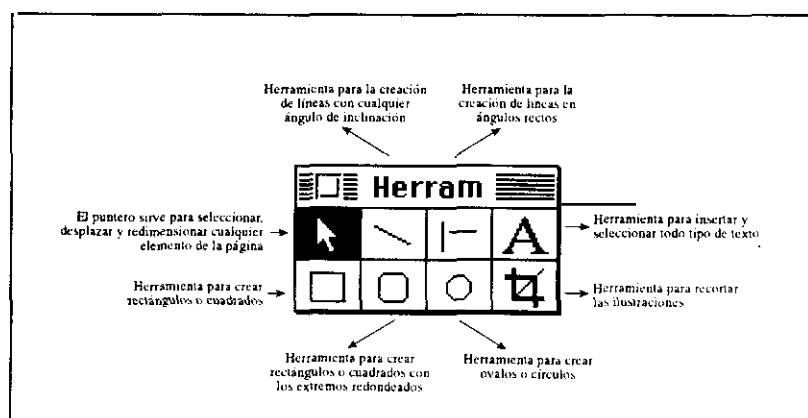 Herramienta para la creación
de líneas con cualquier
ángulo de inclinación
Herramienta para la
creación de líneas en
ángulos rectos
Herram
El puntero sirve para seleccionar,
desplazar y redimensionar cualquier
elemento de la página
A
Herramienta para insertar y
seleccionar todo tipo de texto
Herramienta para crear
rectángulos o cuadrados
Herramienta para recortar
las ilustraciones
Herramienta para crear
rectángulos o cuadrados con
los extremos redondeados
Herramienta para crear
ovalos o círculos